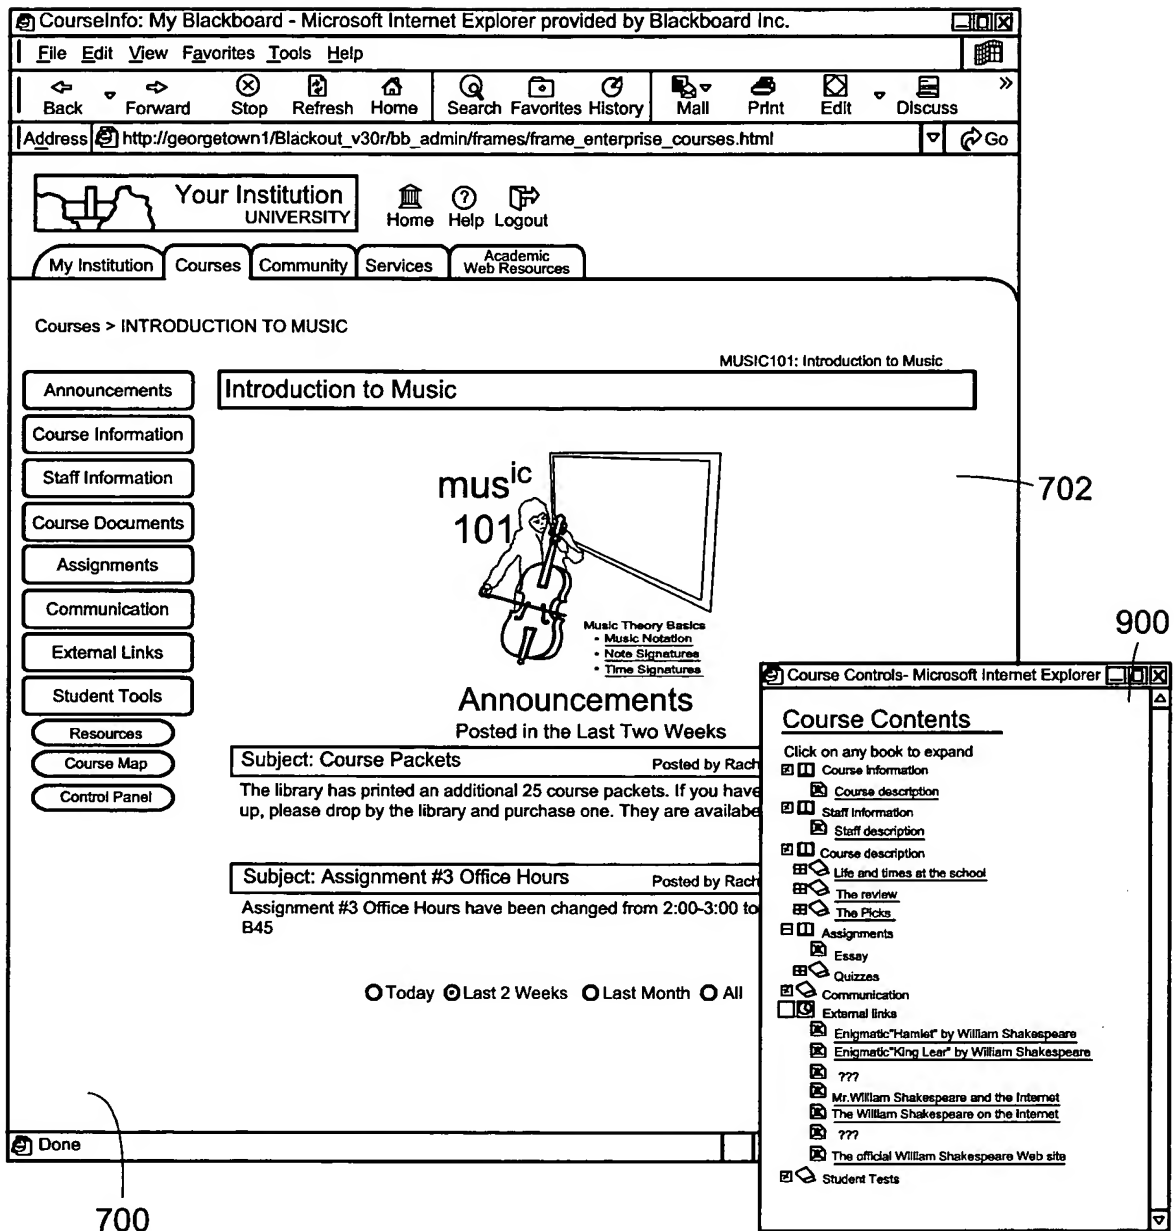 CourseInfo: My Blackboard - Microsoft Internet Explorer provided by Blackboard Inc.
File Edit View Favorites Tools Help
Back Forward Stop Refresh Home Search Favorites History Mail Print Edit Discuss »
Address http://georgetown1/Blackout_v30r/bb_admin/frames/frame_enterprise_courses.html Go
Your Institution
UNIVERSITY
Home Help Logout
My Institution Courses Community Services Academic Web Resources
Courses > INTRODUCTION TO MUSIC
MUSIC101: Introduction to Music
Announcements
Course Information
Staff Information
Course Documents
Assignments
Communication
External Links
Student Tools
Resources
Course Map
Control Panel
Introduction to Music
music
101
702
Music Theory Basics
• Music Notation
• Note Signatures
• Time Signatures
Announcements
Posted in the Last Two Weeks
Subject: Course Packets Posted by Rach
The library has printed an additional 25 course packets. If you have
up, please drop by the library and purchase one. They are availabe
Subject: Assignment #3 Office Hours Posted by Rach
Assignment #3 Office Hours have been changed from 2:00-3:00 to
B45
Today Last 2 Weeks Last Month All
Done
700
900
Course Controls- Microsoft Internet Explorer
Course Contents
Click on any book to expand
Course Information
Course description
Staff Information
Staff description
Course description
Life and times at the school
The review
The Picks
Assignments
Essay
Quizzes
Communication
External links
Enigmatic"Hamlet" by William Shakespeare
Enigmatic"King Lear" by William Shakespeare
???
Mr.William Shakespeare and the Internet
The William Shakespeare on the Internet
???
The official William Shakespeare Web site
Student Tests